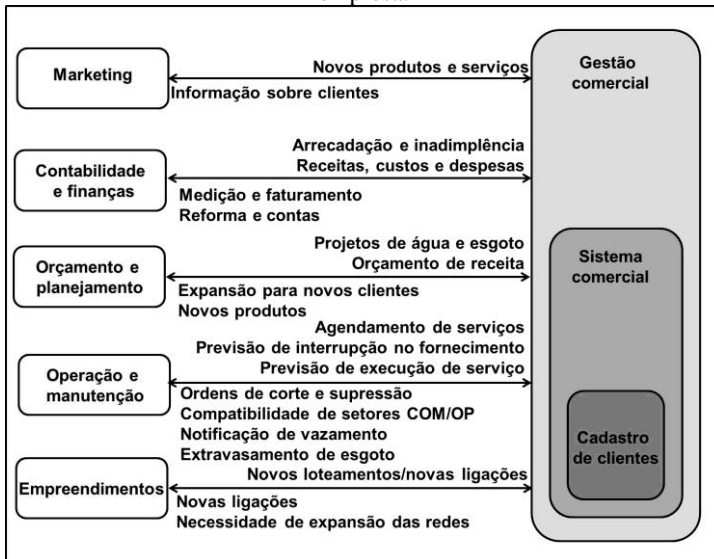 Marketing
Novos produtos e serviços
Informação sobre clientes
Gestão
comercial
Contabilidade
e finanças
Arrecadação e inadimplência
Receitas, custos e despesas
Medição e faturamento
Reforma e contas
Orçamento e
planejamento
Projetos de água e esgoto
Orçamento de receita
Expansão para novos clientes
Novos produtos
Sistema
comercial
Operação e
manutenção
Agendamento de serviços
Previsão de interrupção no fornecimento
Previsão de execução de serviço
Ordens de corte e supressão
Compatibilidade de setores COM/OP
Notificação de vazamento
Extravasamento de esgoto
Cadastro
de clientes
Empreendimentos
Novos loteamentos/novas ligações
Novas ligações
Necessidade de expansão das redes